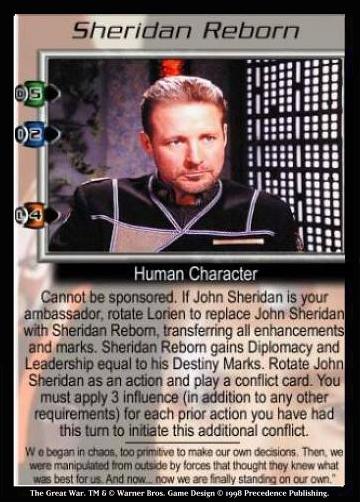 Sheridan Reborn
D 5
D 2
L 4
Human Character
Cannot be sponsored. If John Sheridan is your
ambassador, rotate Lorien to replace John Sheridan
with Sheridan Reborn, transferring all enhancements
and marks. Sheridan Reborn gains Diplomacy and
Leadership equal to his Destiny Marks. Rotate John
Sheridan as an action and play a conflict card. You
must apply 3 influence (in addition to any other
requirements) for each prior action you have had
this turn to initiate this additional conflict.
We began in chaos, too primitive to make our own decisions. Then, we
were manipulated from outside by forces that thought they knew what
was best for us. And now... now we are finally standing on our own."
The Great War. TM & © Warner Bros. Game Design © 1998 Precedence Publishing.